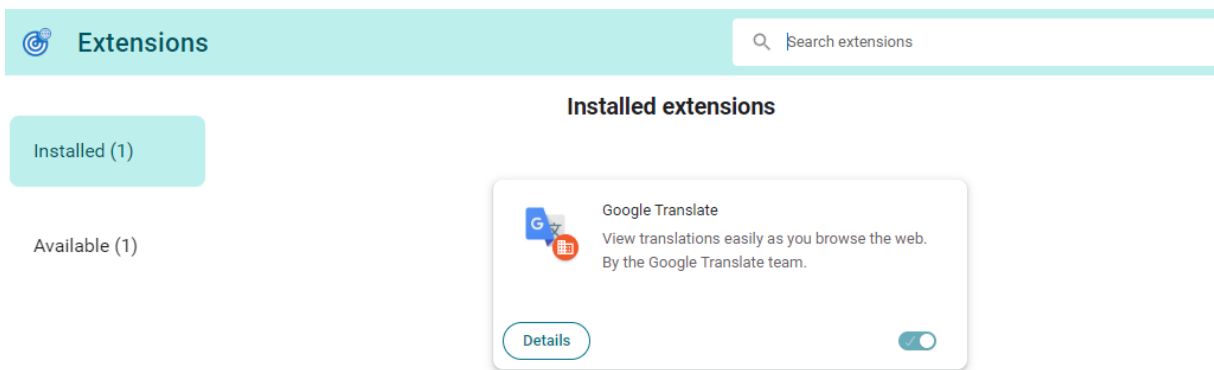 Extensions
Search extensions
Installed extensions
Installed (1)
Google Translate
View translations easily as you browse the web.
By the Google Translate team.
Available (1)
Details